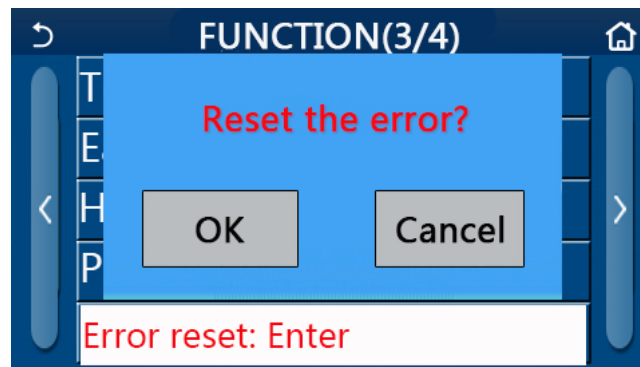 FUNCTION(3/4)
Reset the error?
OK
Cancel
Error reset: Enter